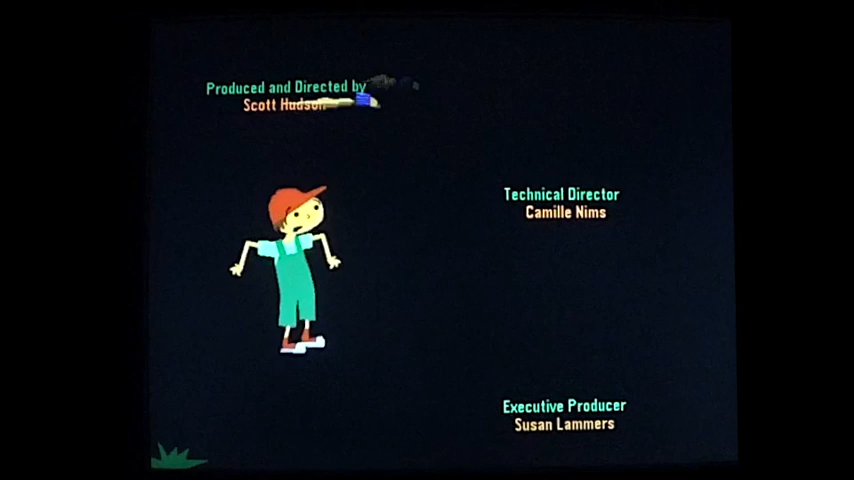 Produced and Directed by
Scott Hudson
Technical Director
Camille Nims
Executive Producer
Susan Lammers